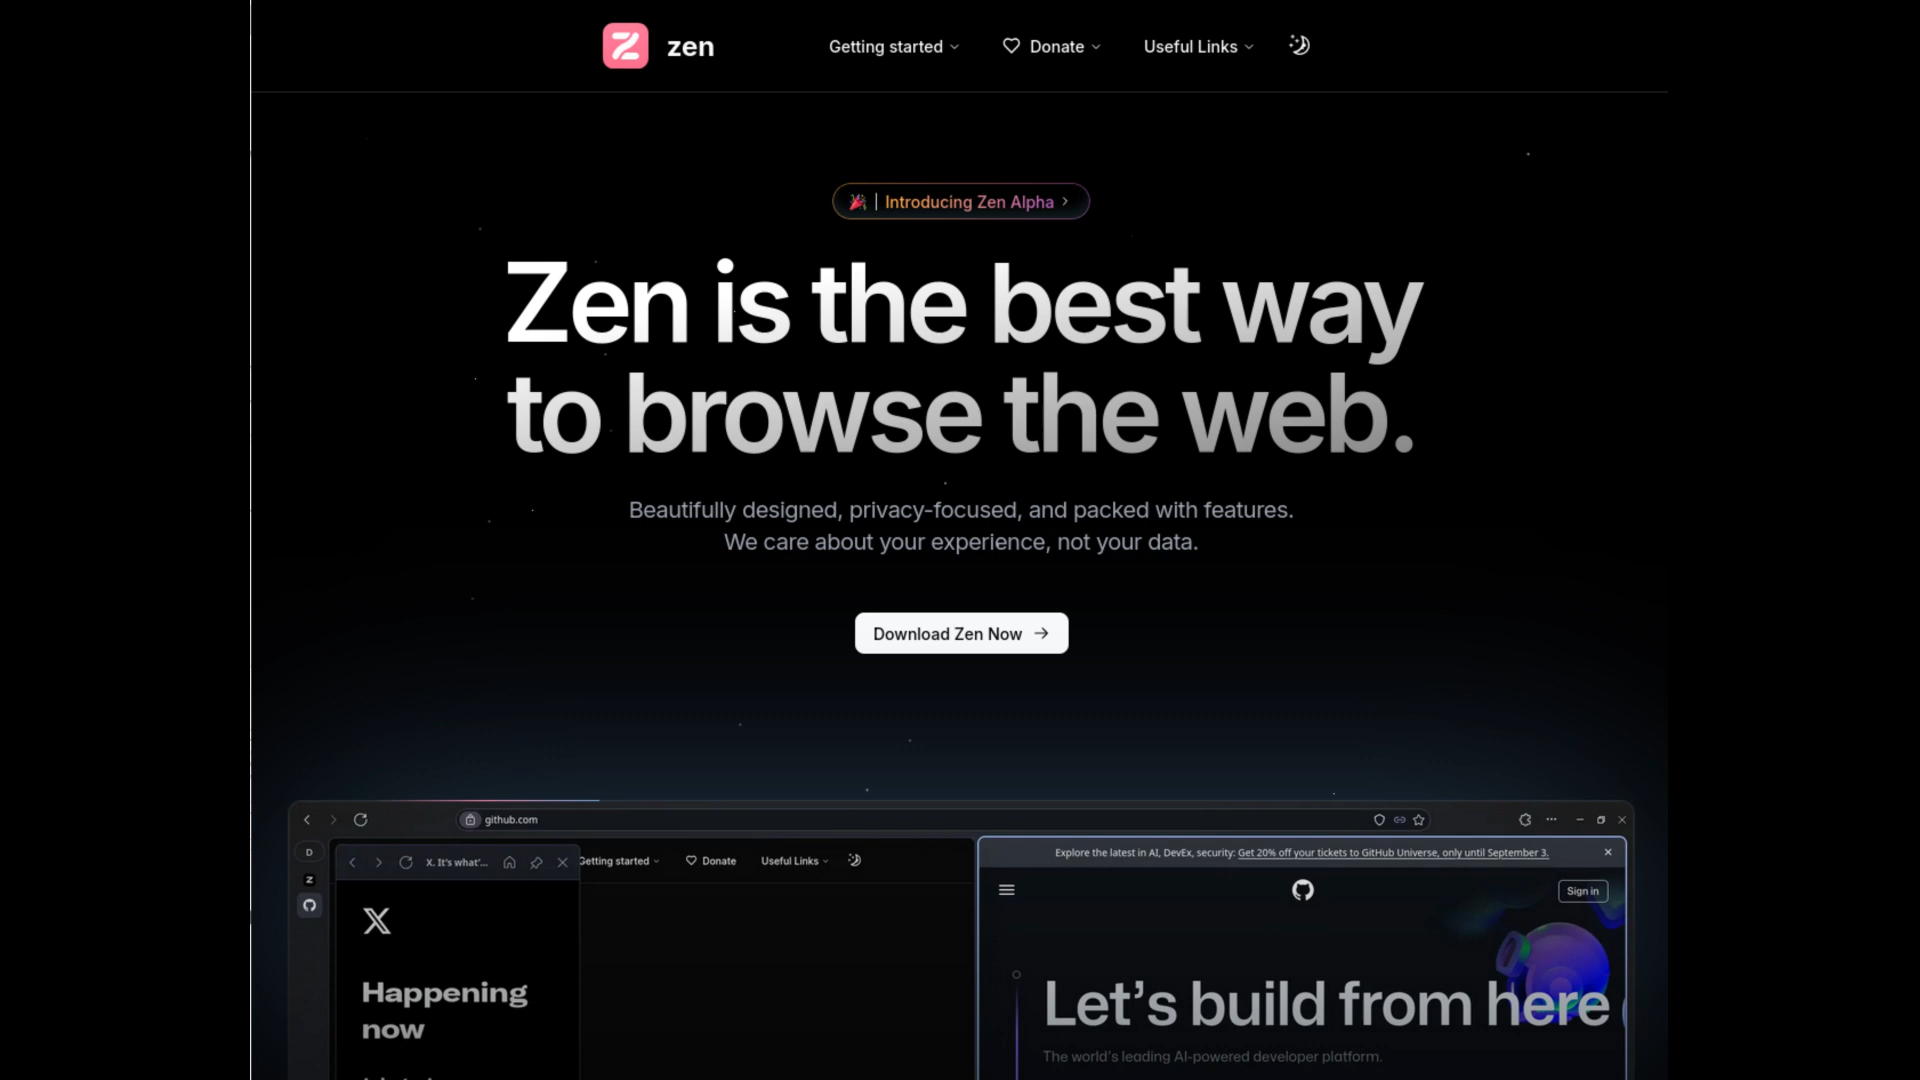 zen
Getting started
Donate
Useful Links
Introducing Zen Alpha
Zen is the best way
to browse the web.
Beautifully designed, privacy-focused, and packed with features.
We care about your experience, not your data.
Download Zen Now
github.com
D
X. It's what'...
Getting started
Donate
Useful Links
Explore the latest in AI, DevEx, security: Get 20% off your tickets to GitHub Universe, only until September 3.
Sign in
Happening
now
Let's build from here
The world's leading AI-powered developer platform.